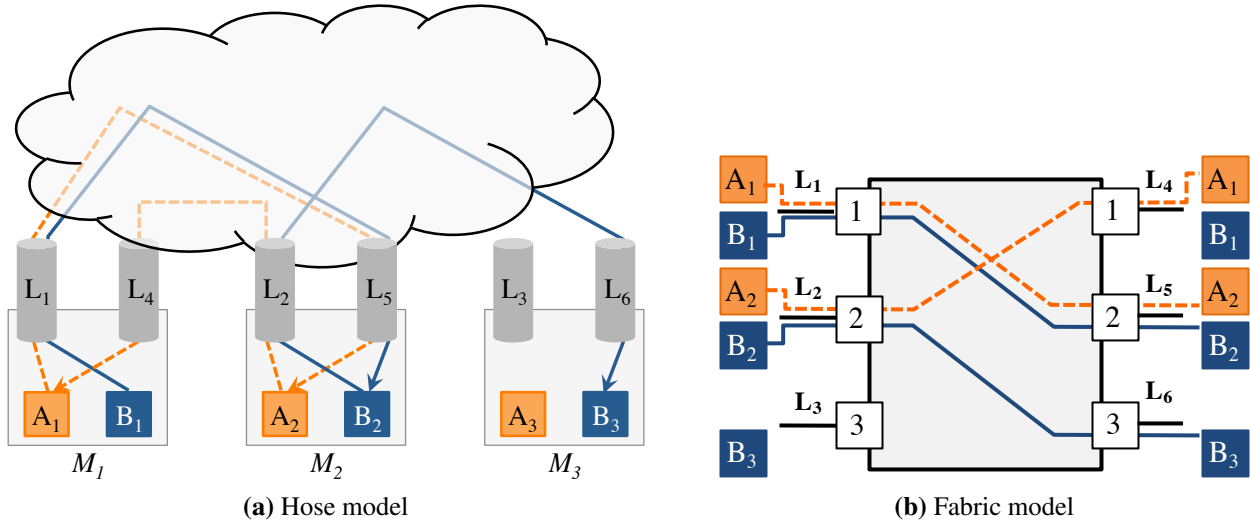 L1 L4 L2 L5 L3 L6
A1 B1 A2 B2 A3 B3
M1 M2 M3
(a) Hose model
A1 L1 L4 A1
1 1
B1 B1
A2 L2 L5 A2
2 2
B2 B2
L3 L6
3 3
B3 B3
(b) Fabric model